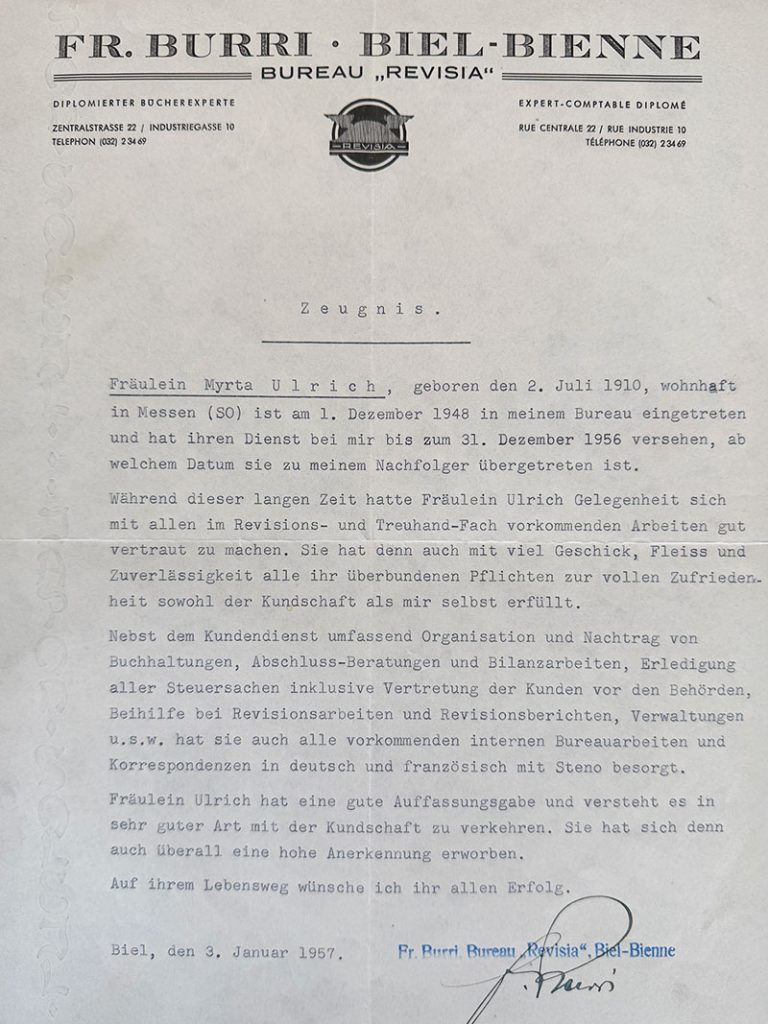 FR. BURRI · BIEL-BIENNE
BUREAU „REVISIA“
DIPLOMIERTER BÜCHEREXPERTE
ZENTRALSTRASSE 22 / INDUSTRIEGASSE 10
TELEPHON (032) 2 34 69
REVISIA
EXPERT-COMPTABLE DIPLOMÉ
RUE CENTRALE 22 / RUE INDUSTRIE 10
TÉLÉPHONE (032) 2 34 69
Zeugnis.
Fräulein Myrta Ulrich, geboren den 2. Juli 1910, wohnhaft
in Messen (SO) ist am 1. Dezember 1948 in meinem Bureau eingetreten
und hat ihren Dienst bei mir bis zum 31. Dezember 1956 versehen, ab
welchem Datum sie zu meinem Nachfolger übergetreten ist.
Während dieser langen Zeit hatte Fräulein Ulrich Gelegenheit sich
mit allen im Revisions- und Treuhand-Fach vorkommenden Arbeiten gut
vertraut zu machen. Sie hat denn auch mit viel Geschick, Fleiss und
Zuverlässigkeit alle ihr überbundenen Pflichten zur vollen Zufrieden-
heit sowohl der Kundschaft als mir selbst erfüllt.
Nebst dem Kundendienst umfassend Organisation und Nachtrag von
Buchhaltungen, Abschluss-Beratungen und Bilanzarbeiten, Erledigung
aller Steuersachen inklusive Vertretung der Kunden vor den Behörden,
Beihilfe bei Revisionsarbeiten und Revisionsberichten, Verwaltungen
u.s.w. hat sie auch alle vorkommenden internen Bureauarbeiten und
Korrespondenzen in deutsch und französisch mit Steno besorgt.
Fräulein Ulrich hat eine gute Auffassungsgabe und versteht es in
sehr guter Art mit der Kundschaft zu verkehren. Sie hat sich denn
auch überall eine hohe Anerkennung erworben.
Auf ihrem Lebensweg wünsche ich ihr allen Erfolg.
Biel, den 3. Januar 1957.
Fr. Burri, Bureau „Revisia“, Biel-Bienne
F. Burri